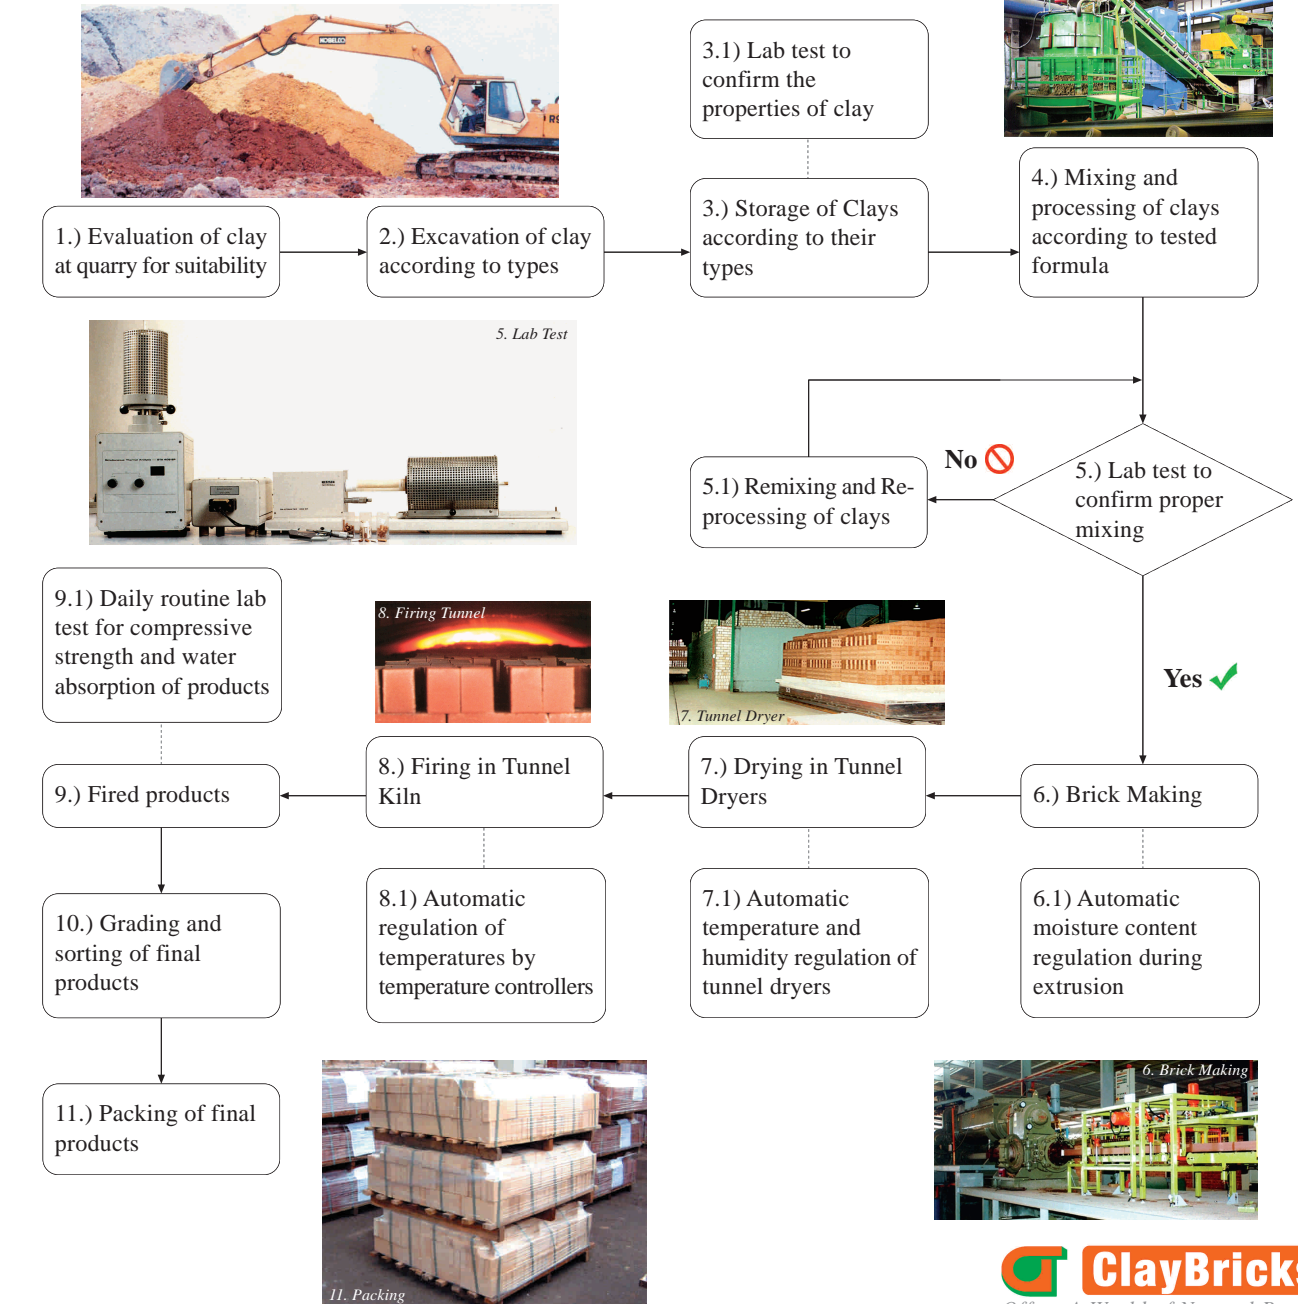 KOBELCO
3.1) Lab test to
confirm the
properties of clay
1.) Evaluation of clay
at quarry for suitability
2.) Excavation of clay
according to types
3.) Storage of Clays
according to their
types
4.) Mixing and
processing of clays
according to tested
formula
5. Lab Test
No
5.1) Remixing and Re-
processing of clays
5.) Lab test to
confirm proper
mixing
Yes
9.1) Daily routine lab
test for compressive
strength and water
absorption of products
8. Firing Tunnel
7. Tunnel Dryer
9.) Fired products
8.) Firing in Tunnel
Kiln
7.) Drying in Tunnel
Dryers
6.) Brick Making
10.) Grading and
sorting of final
products
8.1) Automatic
regulation of
temperatures by
temperature controllers
7.1) Automatic
temperature and
humidity regulation of
tunnel dryers
6.1) Automatic
moisture content
regulation during
extrusion
11.) Packing of final
products
11. Packing
6. Brick Making
ClayBricks